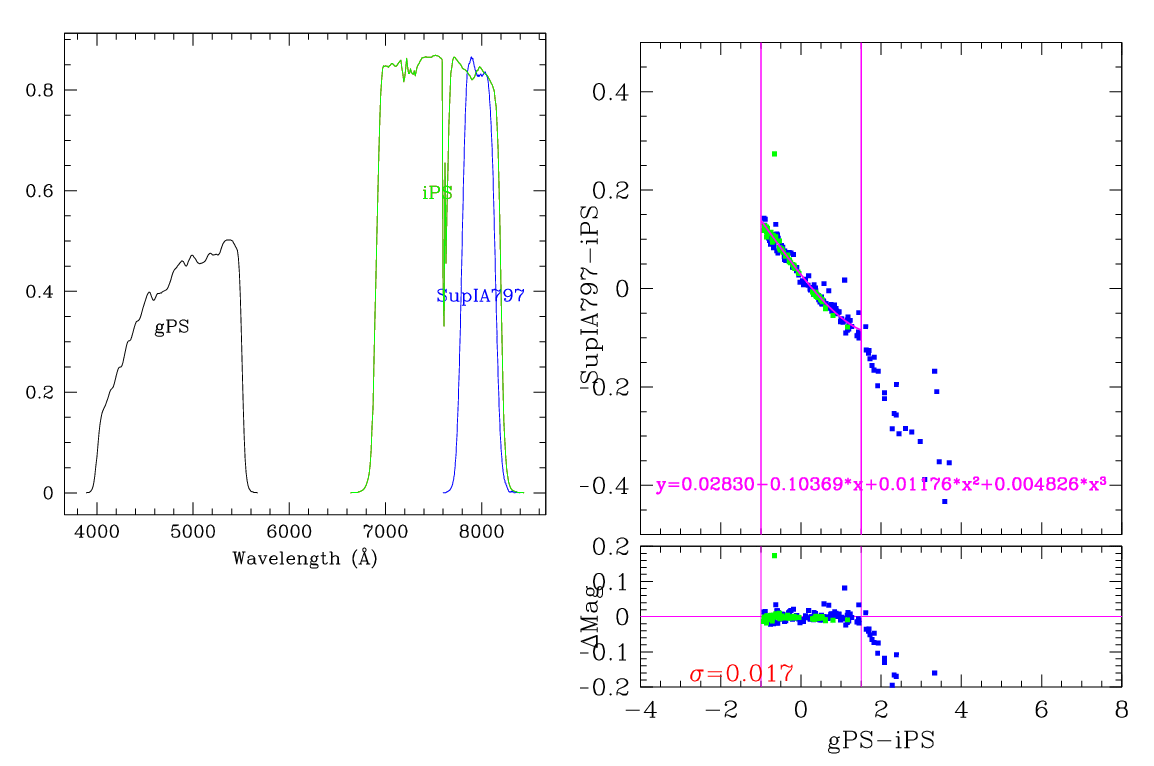 0.8
0.6
0.4
0.2
0
4000 5000 6000 7000 8000
Wavelength (Å)
gPS
iPS
SupIA797
0.4
0.2
0
-0.2
-0.4
SupIA797-iPS
y=0.02830-0.10369*x+0.01176*x²+0.004826*x³
0.2
0.1
0
-0.1
-0.2
ΔMag
σ=0.017
-4 -2 0 2 4 6 8
gPS-iPS